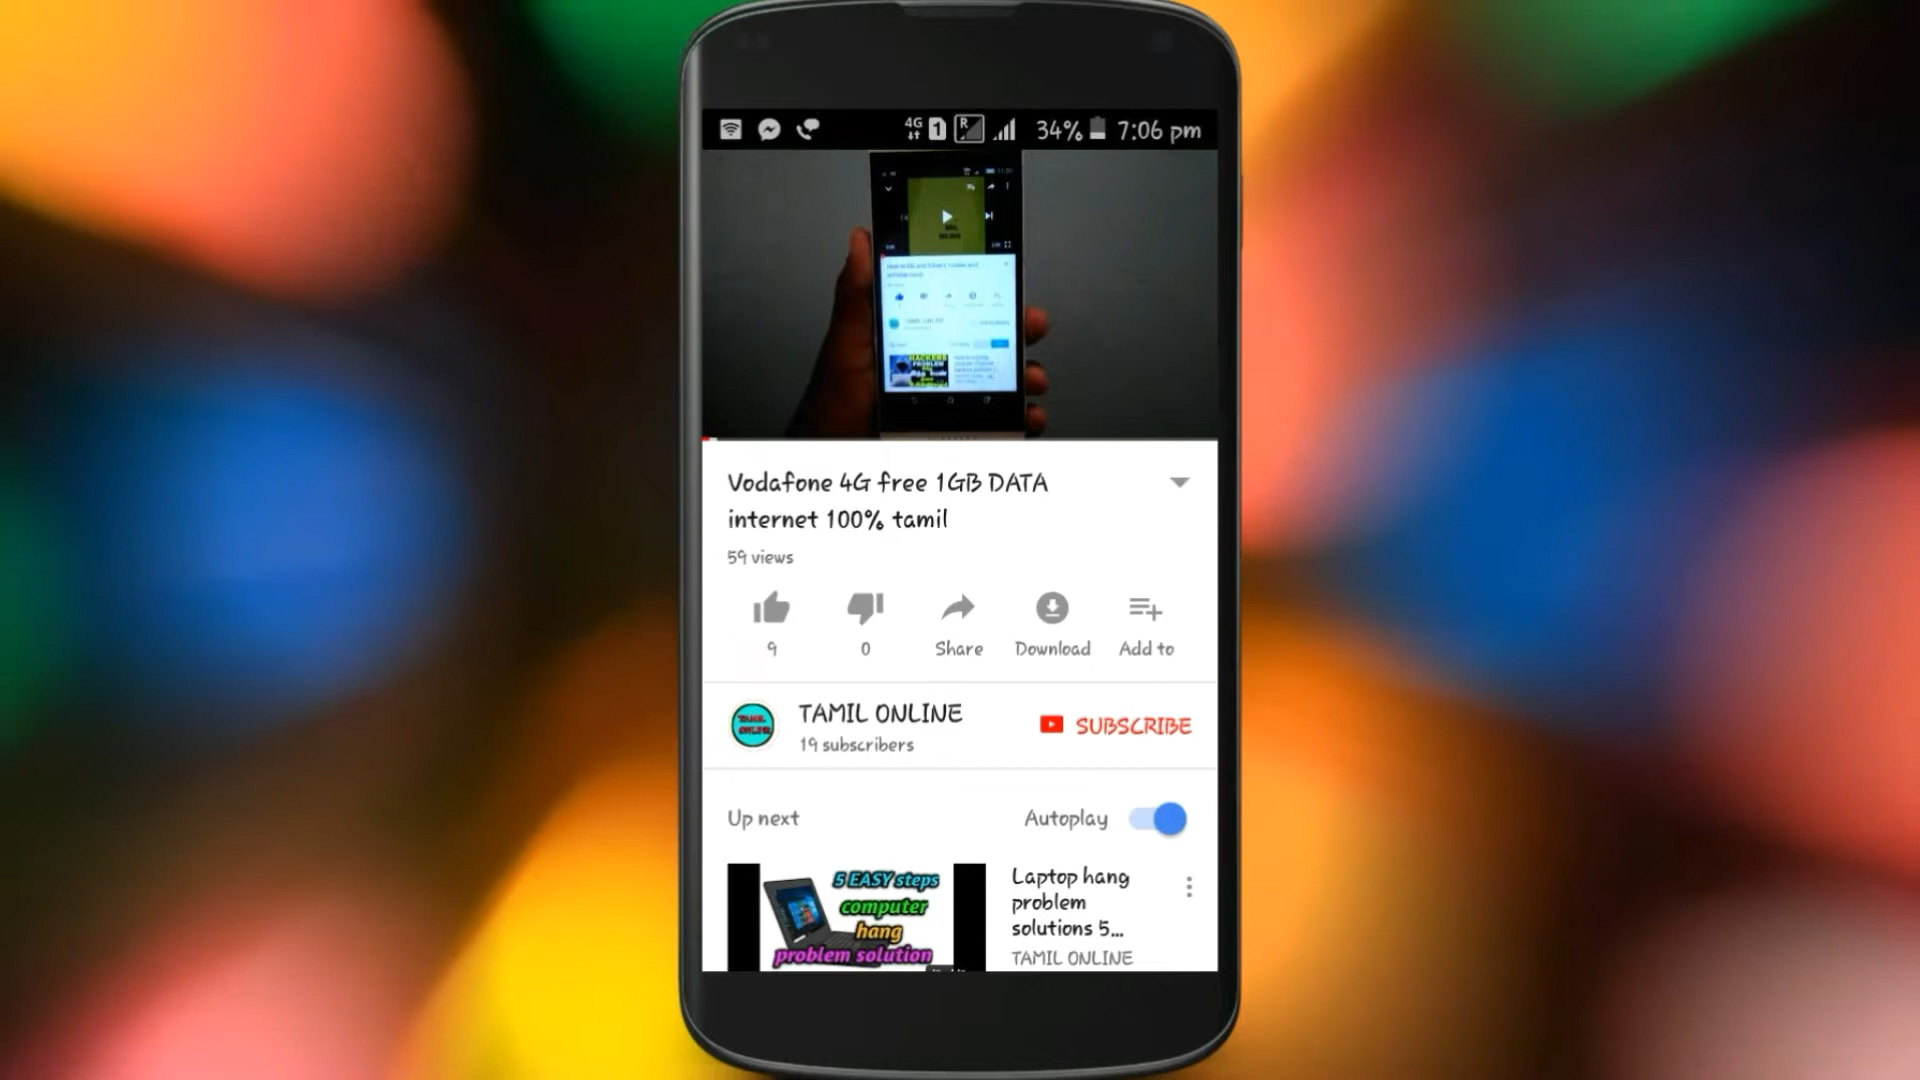 4G 1 R 34% 7:06 pm
Vodafone 4G free 1GB DATA
internet 100% tamil
59 views
9 0 Share Download Add to
TAMIL ONLINE
19 subscribers
SUBSCRIBE
Up next Autoplay
5 EASY steps
computer
hang
problem solution
Laptop hang
problem
solutions 5...
TAMIL ONLINE